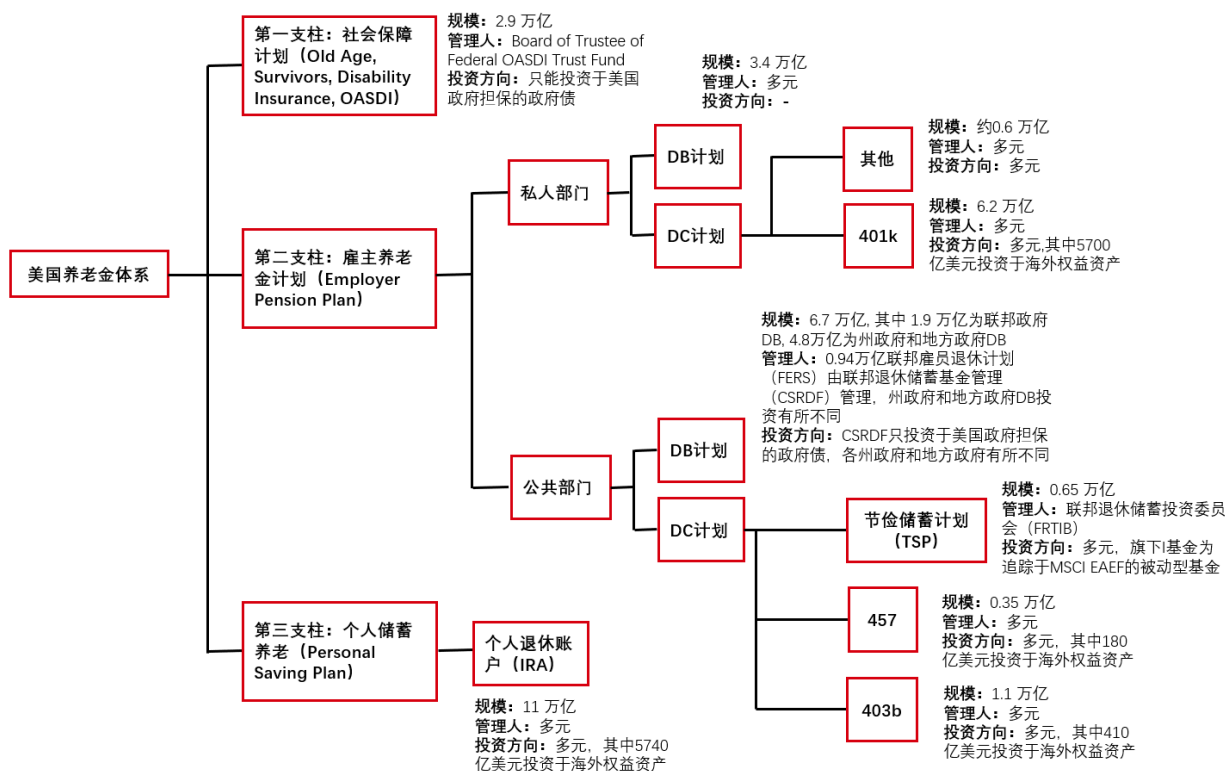 美国养老金体系
第一支柱：社会保障
计划（Old Age,
Survivors, Disability
Insurance, OASDI）
规模：2.9 万亿
管理人：Board of Trustee of
Federal OASDI Trust Fund
投资方向：只能投资于美国
政府担保的政府债
第二支柱：雇主养老
金计划（Employer
Pension Plan）
私人部门
DB计划
规模：3.4 万亿
管理人：多元
投资方向：-
DC计划
其他
规模：约0.6 万亿
管理人：多元
投资方向：多元
401k
规模：6.2 万亿
管理人：多元
投资方向：多元,其中5700
亿美元投资于海外权益资产
公共部门
DB计划
规模：6.7 万亿, 其中 1.9 万亿为联邦政府
DB, 4.8万亿为州政府和地方政府DB
管理人：0.94万亿联邦雇员退休计划
（FERS）由联邦退休储蓄基金管理
（CSRDF）管理，州政府和地方政府DB投
资有所不同
投资方向：CSRDF只投资于美国政府担保
的政府债，各州政府和地方政府有所不同
DC计划
节俭储蓄计划
（TSP）
规模：0.65 万亿
管理人：联邦退休储蓄投资委员
会（FRTIB）
投资方向：多元，旗下I基金为
追踪于MSCI EAEF的被动型基金
457
规模：0.35 万亿
管理人：多元
投资方向：多元，其中180
亿美元投资于海外权益资产
403b
规模：1.1 万亿
管理人：多元
投资方向：多元，其中410
亿美元投资于海外权益资产
第三支柱：个人储蓄
养老（Personal
Saving Plan）
个人退休账
户（IRA）
规模：11 万亿
管理人：多元
投资方向：多元，其中5740
亿美元投资于海外权益资产